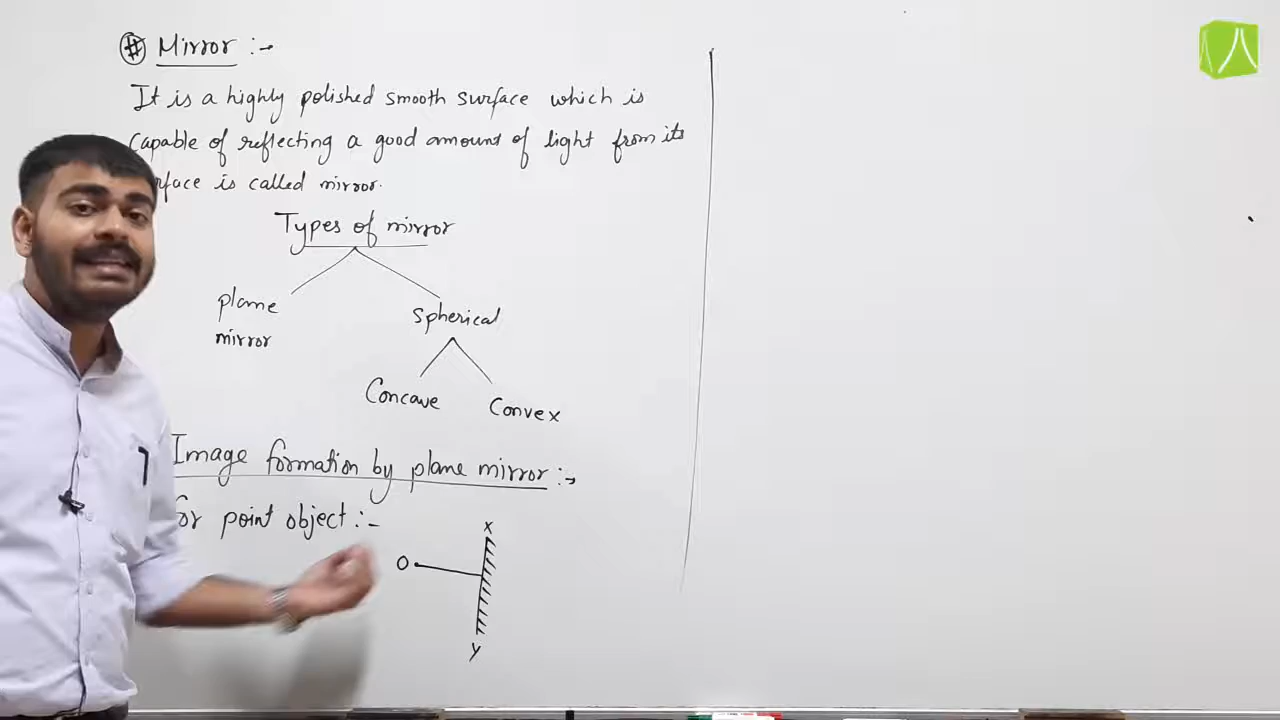 # Mirror :-
It is a highly polished smooth surface which is
capable of reflecting a good amount of light from its
rface is called mirror.
Types of mirror
plane
mirror
Spherical
Concave
Convex
Image formation by plane mirror :-
for point object :-
X
O
Y